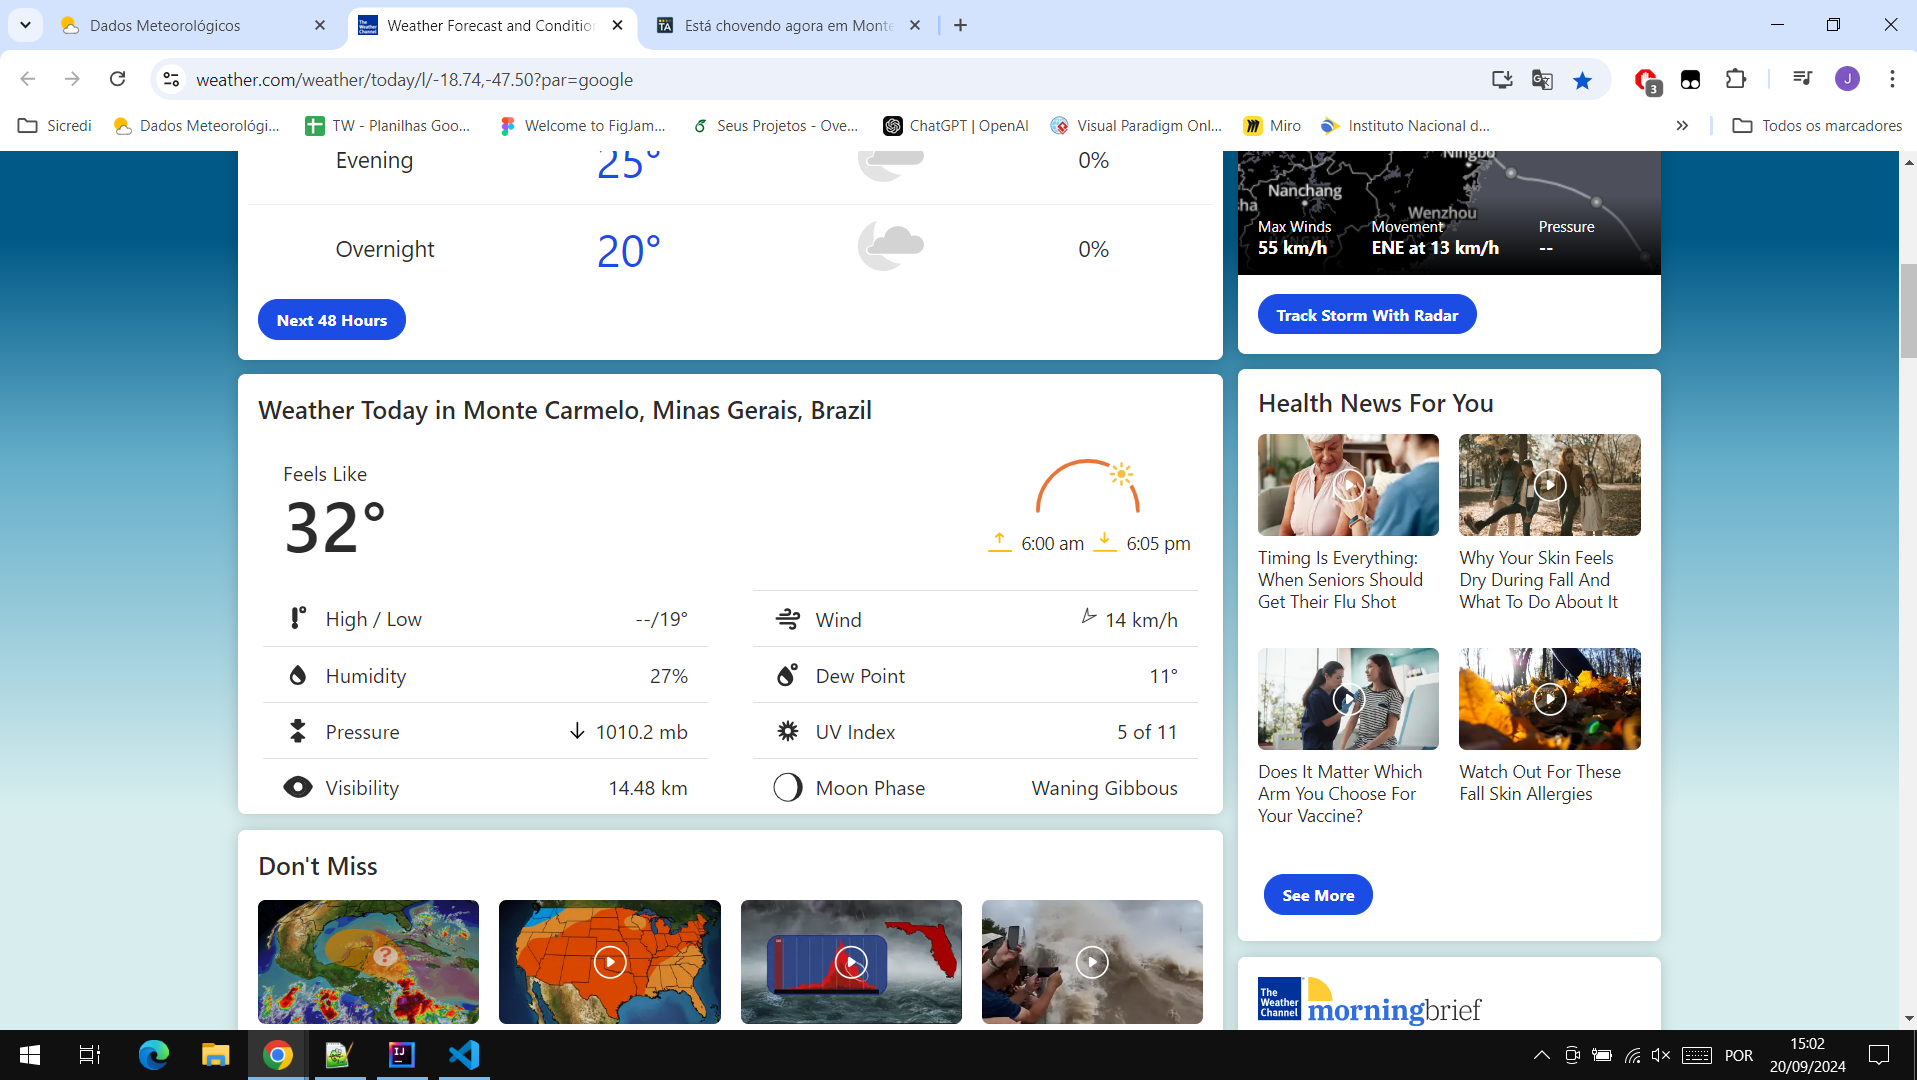 Dados Meteorológicos
Weather Forecast and Conditio
Está chovendo agora em Monte
weather.com/weather/today/l/-18.74,-47.50?par=google
3
J
Sicredi
Dados Meteorológi...
TW - Planilhas Goo...
Welcome to FigJam...
Seus Projetos - Ove...
ChatGPT | OpenAI
Visual Paradigm Onl...
Miro
Instituto Nacional d...
Todos os marcadores
Evening
25°
0%
Overnight
20°
0%
Next 48 Hours
Ningbo
Nanchang
Wenzhou
Max Winds
55 km/h
Movement
ENE at 13 km/h
Pressure
--
Track Storm With Radar
Weather Today in Monte Carmelo, Minas Gerais, Brazil
Feels Like
32°
6:00 am
6:05 pm
High / Low
--/19°
Wind
14 km/h
Humidity
27%
Dew Point
11°
Pressure
1010.2 mb
UV Index
5 of 11
Visibility
14.48 km
Moon Phase
Waning Gibbous
Health News For You
Timing Is Everything:
When Seniors Should
Get Their Flu Shot
Why Your Skin Feels
Dry During Fall And
What To Do About It
Does It Matter Which
Arm You Choose For
Your Vaccine?
Watch Out For These
Fall Skin Allergies
See More
Don't Miss
?
The
Weather
Channel
morningbrief
POR
15:02
20/09/2024